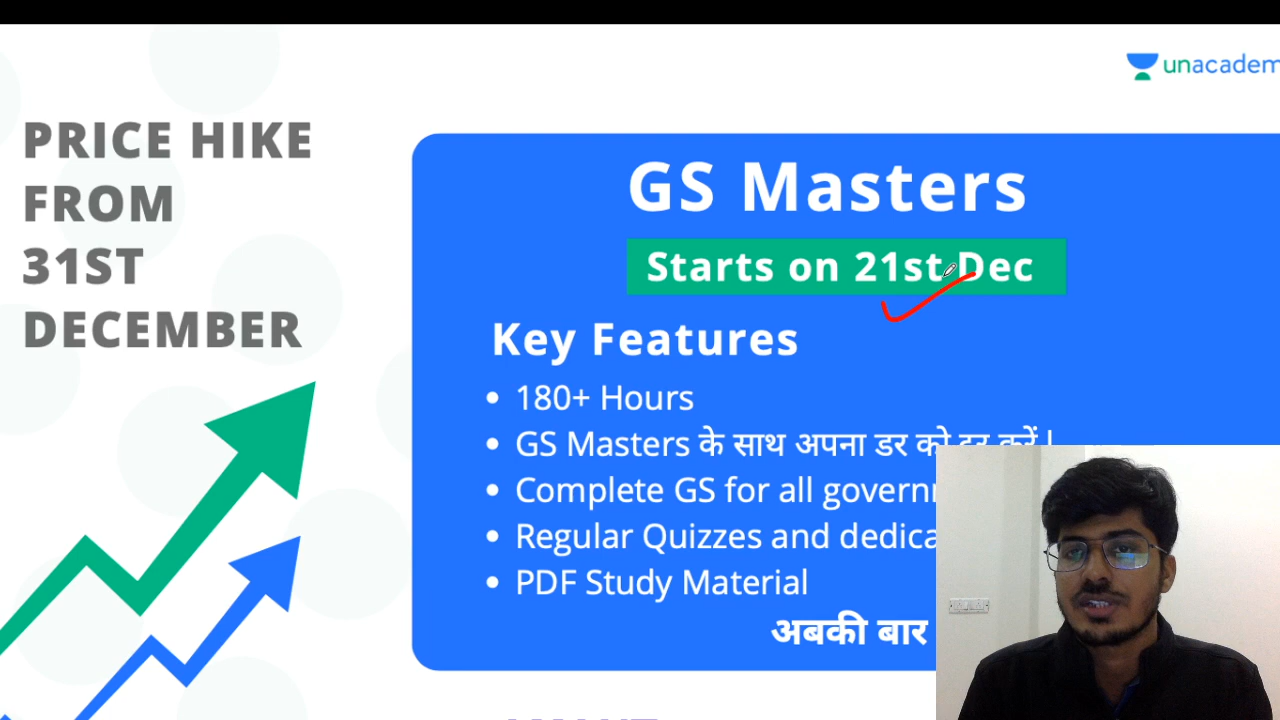 unacadem
PRICE HIKE
FROM
31ST
DECEMBER
GS Masters
Starts on 21st Dec
Key Features
180+ Hours
GS Masters के साथ अपना डर को दूर करें |
Complete GS for all
Regular Quizzes and
PDF Study Material
अबकी बार